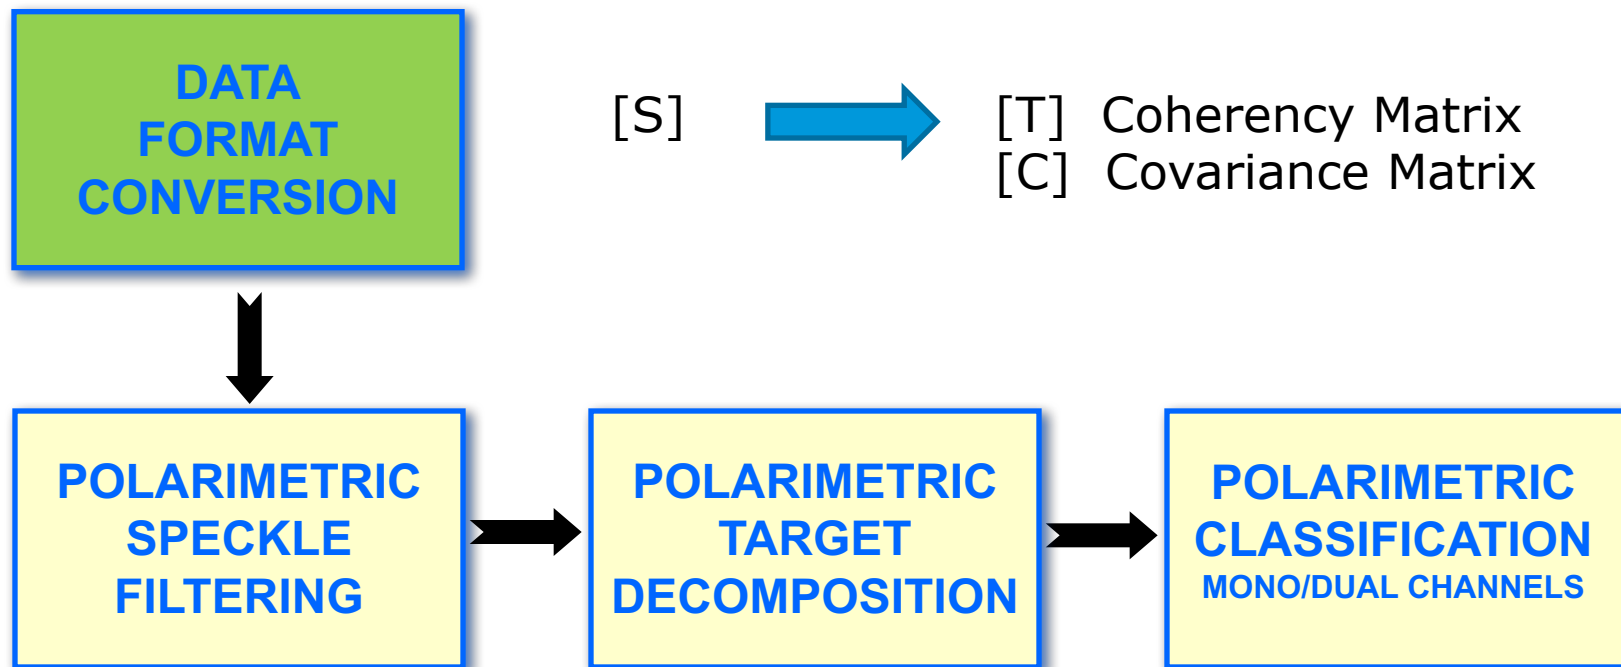 DATA
FORMAT
CONVERSION
[S]
[T] Coherency Matrix
[C] Covariance Matrix
POLARIMETRIC
SPECKLE
FILTERING
POLARIMETRIC
TARGET
DECOMPOSITION
POLARIMETRIC
CLASSIFICATION
MONO/DUAL CHANNELS